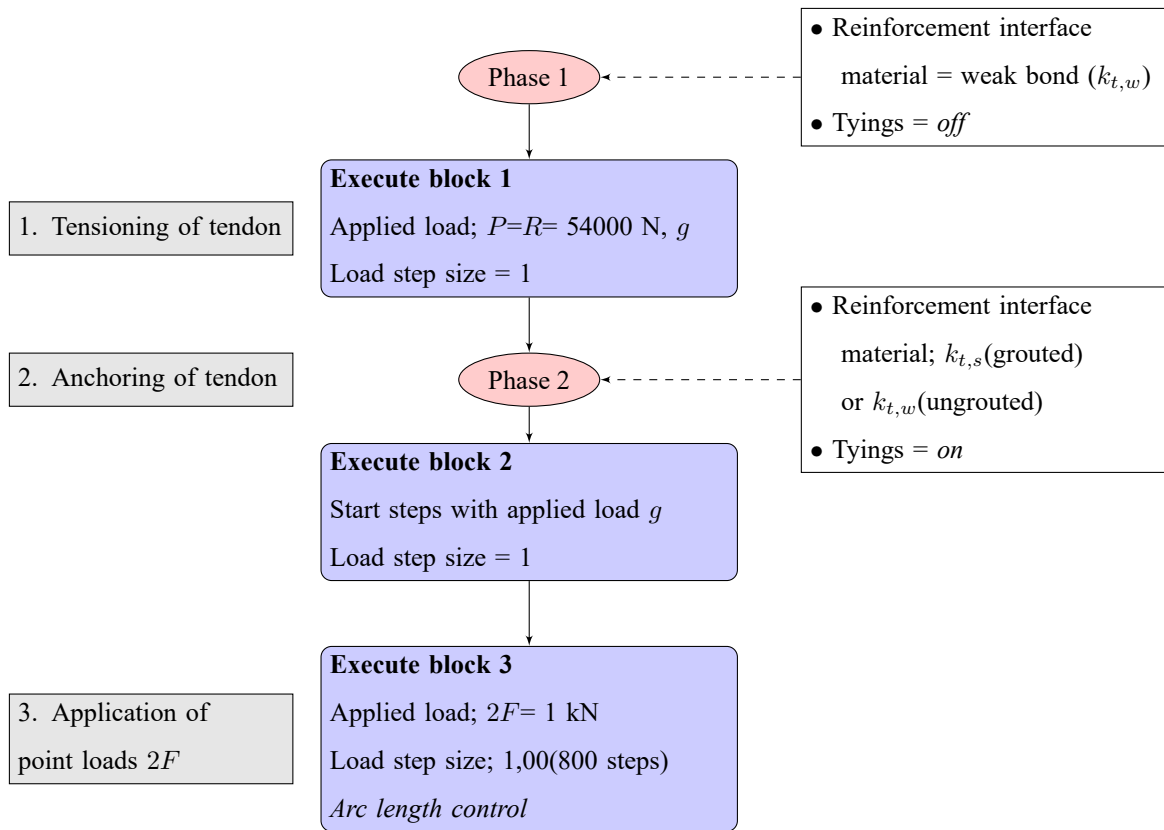 • Reinforcement interface
material = weak bond (k_{t,w})
• Tyings = off
Phase 1
Execute block 1
Applied load; P=R= 54000 N, g
Load step size = 1
1. Tensioning of tendon
• Reinforcement interface
material; k_{t,s}(grouted)
or k_{t,w}(ungrouted)
• Tyings = on
Phase 2
2. Anchoring of tendon
Execute block 2
Start steps with applied load g
Load step size = 1
Execute block 3
Applied load; 2F= 1 kN
Load step size; 1,00(800 steps)
Arc length control
3. Application of
point loads 2F